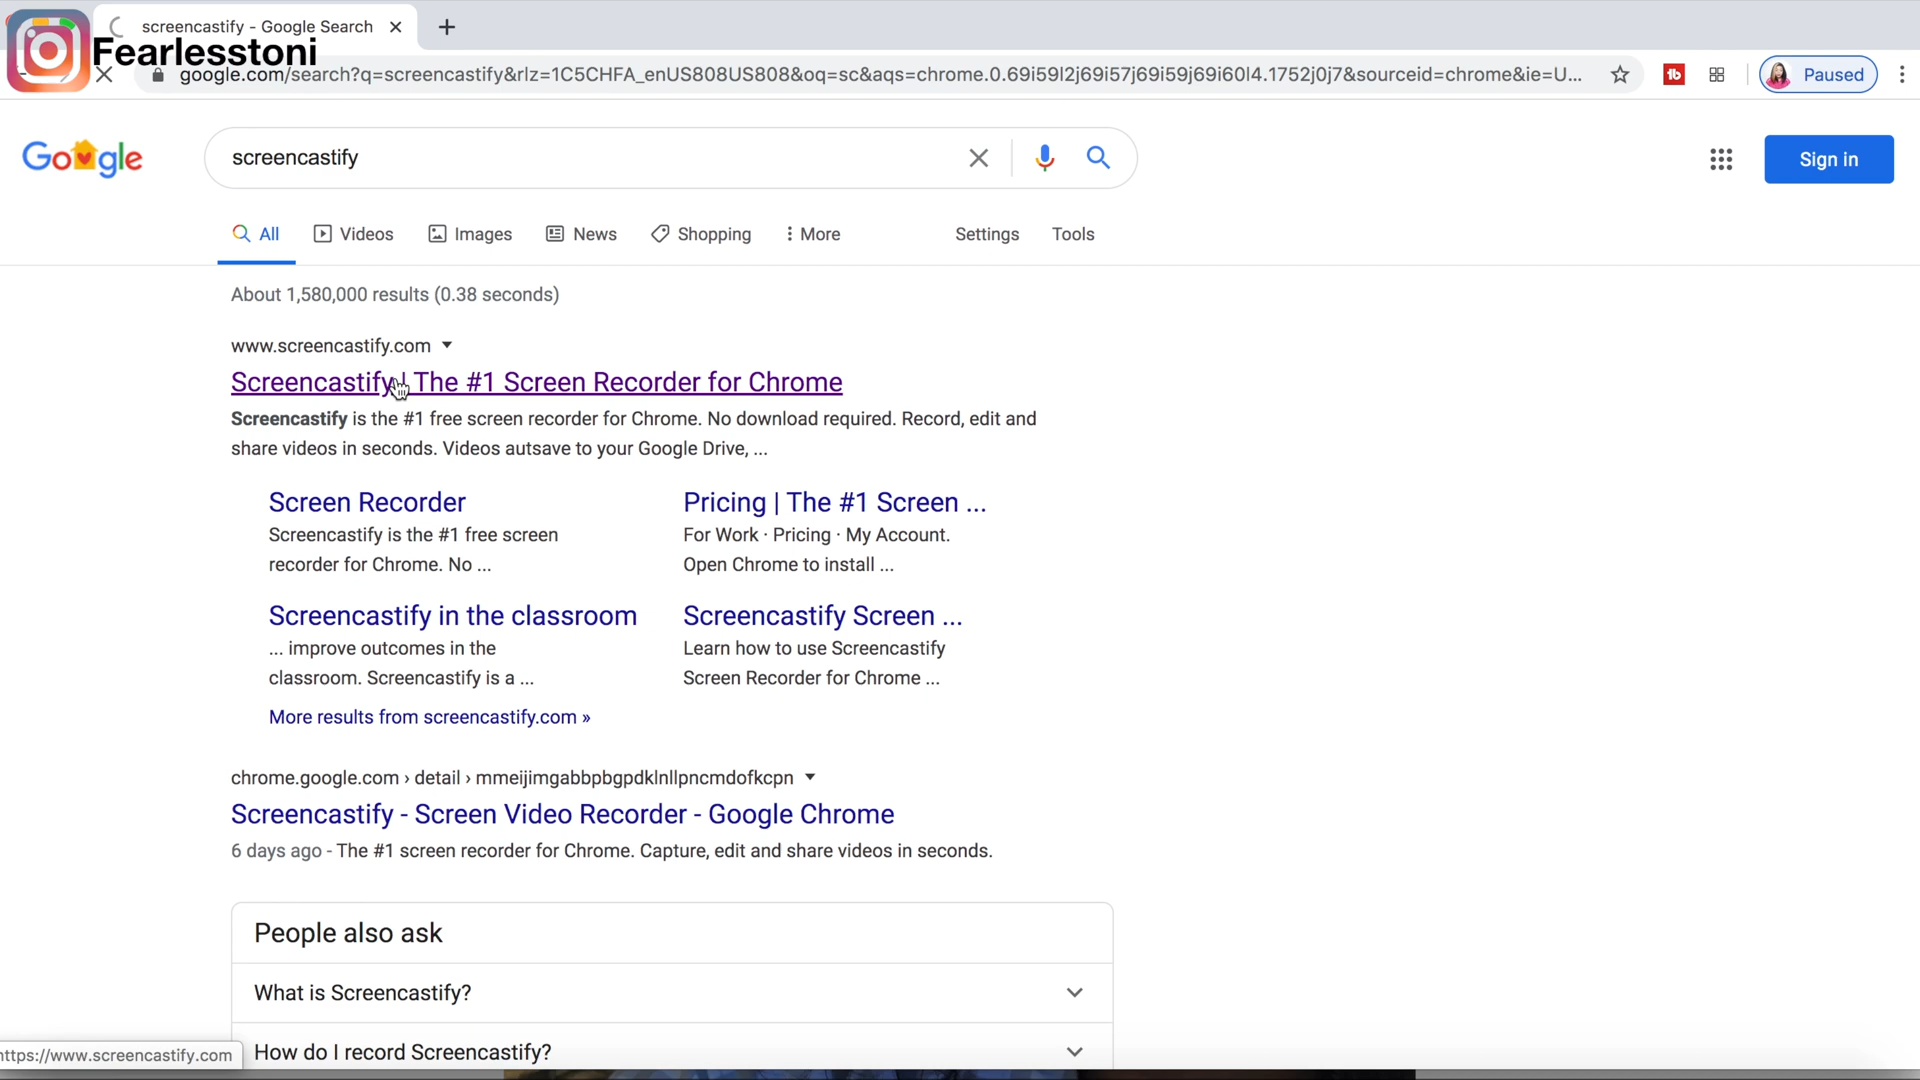 screencastify - Google Search
Fearlesstoni
google.com/search?q=screencastify&rlz=1C5CHFA_enUS808US808&oq=sc&aqs=chrome.0.69i59l2j69i57j69i59j69i60l4.1752j0j7&sourceid=chrome&ie=U...
Paused
Google
screencastify
Sign in
All Videos Images News Shopping More Settings Tools
About 1,580,000 results (0.38 seconds)
www.screencastify.com
Screencastify | The #1 Screen Recorder for Chrome
Screencastify is the #1 free screen recorder for Chrome. No download required. Record, edit and
share videos in seconds. Videos autsave to your Google Drive, ...
Screen Recorder
Screencastify is the #1 free screen
recorder for Chrome. No ...
Pricing | The #1 Screen ...
For Work · Pricing · My Account.
Open Chrome to install ...
Screencastify in the classroom
... improve outcomes in the
classroom. Screencastify is a ...
Screencastify Screen ...
Learn how to use Screencastify
Screen Recorder for Chrome ...
More results from screencastify.com »
chrome.google.com › detail › mmeijimgabbpbgpdklnllpncmdofkcpn
Screencastify - Screen Video Recorder - Google Chrome
6 days ago - The #1 screen recorder for Chrome. Capture, edit and share videos in seconds.
People also ask
What is Screencastify?
How do I record Screencastify?
https://www.screencastify.com